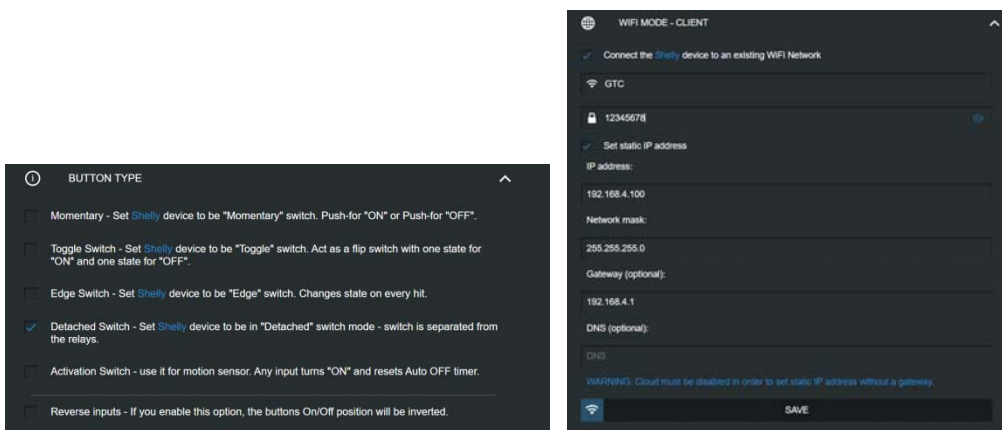 BUTTON TYPE
Momentary - Set Shelly device to be "Momentary" switch. Push-for "ON" or Push-for "OFF".
Toggle Switch - Set Shelly device to be "Toggle" switch. Act as a flip switch with one state for
"ON" and one state for "OFF".
Edge Switch - Set Shelly device to be "Edge" switch. Changes state on every hit.
Detached Switch - Set Shelly device to be in "Detached" switch mode - switch is separated from
the relays.
Activation Switch - use it for motion sensor. Any input turns "ON" and resets Auto OFF timer.
Reverse inputs - If you enable this option, the buttons On/Off position will be inverted.
WIFI MODE - CLIENT
Connect the Shelly device to an existing WiFi Network
GTC
12345678
Set static IP address
IP address:
192.168.4.100
Network mask:
255.255.255.0
Gateway (optional):
192.168.4.1
DNS (optional):
DNS
WARNING: Cloud must be disabled in order to set static IP address without a gateway.
SAVE